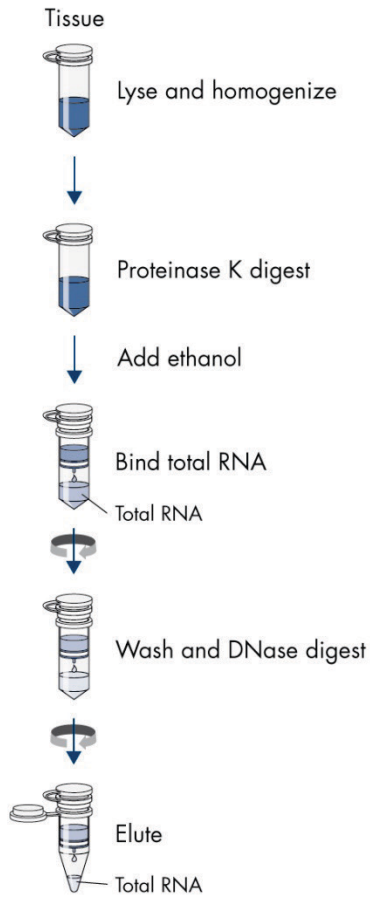 Tissue
Lyse and homogenize
Proteinase K digest
Add ethanol
Bind total RNA
Total RNA
Wash and DNase digest
Elute
Total RNA